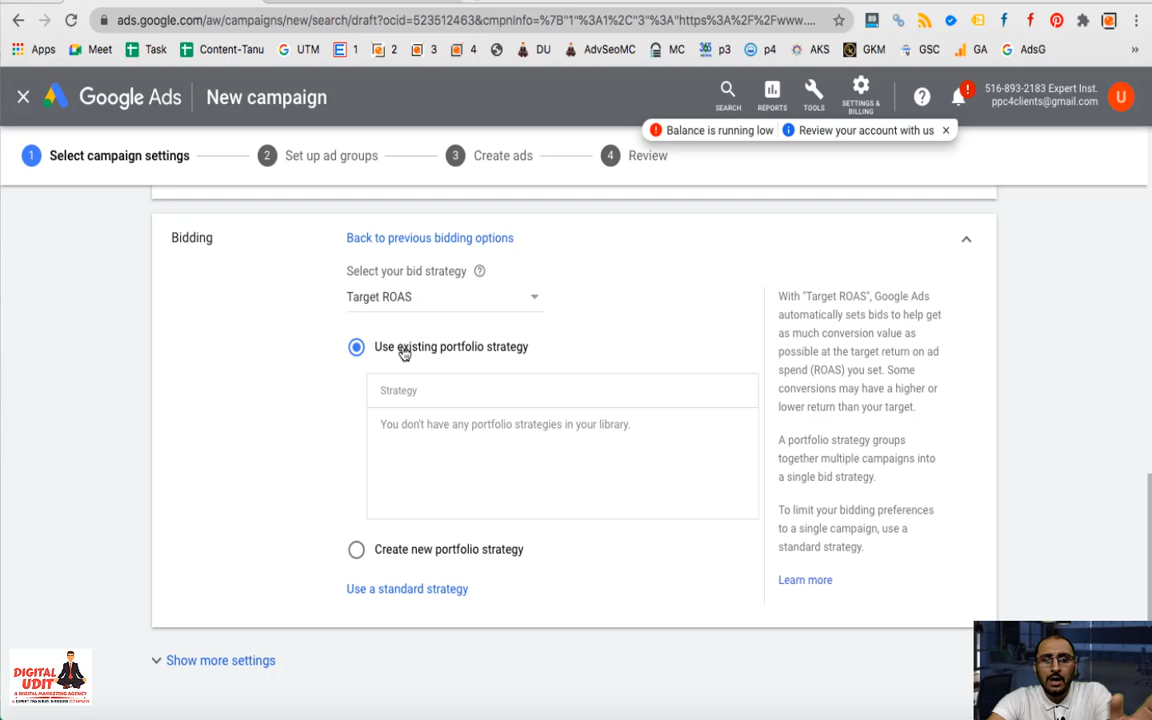 ads.google.com/aw/campaigns/new/search/draft?ocid=523512463&cmpnInfo=%7B"1"%3A1%2C"3"%3A"https%3A%2F%2Fwww....
Apps Meet Task Content-Tanu UTM 1 2 3 4 DU AdvSeoMC MC p3 p4 AKS GKM GSC GA AdsG »
Google Ads New campaign
SEARCH REPORTS TOOLS SETTINGS & BILLING
516-893-2183 Expert Inst.
ppc4clients@gmail.com
U
Balance is running low Review your account with us
1 Select campaign settings 2 Set up ad groups 3 Create ads 4 Review
Bidding
Back to previous bidding options
Select your bid strategy
Target ROAS
Use existing portfolio strategy
Strategy
You don't have any portfolio strategies in your library.
Create new portfolio strategy
Use a standard strategy
With "Target ROAS", Google Ads
automatically sets bids to help get
as much conversion value as
possible at the target return on ad
spend (ROAS) you set. Some
conversions may have a higher or
lower return than your target.
A portfolio strategy groups
together multiple campaigns into
a single bid strategy.
To limit your bidding preferences
to a single campaign, use a
standard strategy.
Learn more
Show more settings
DIGITAL
UDIT
A DIGITAL MARKETING AGENCY